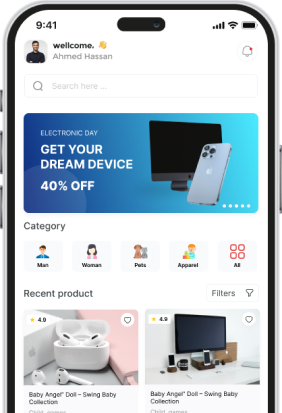 9:41
wellcome. 👋
Ahmed Hassan
Search here ...
ELECTRONIC DAY
GET YOUR
DREAM DEVICE
40% OFF
Category
Man
Woman
Pets
Apparel
All
Recent product
Filters
4.9
4.9
Baby Angel" Doll – Swing Baby
Collection
Baby Angel" Doll – Swing Baby
Collection
Child, games
Child, games